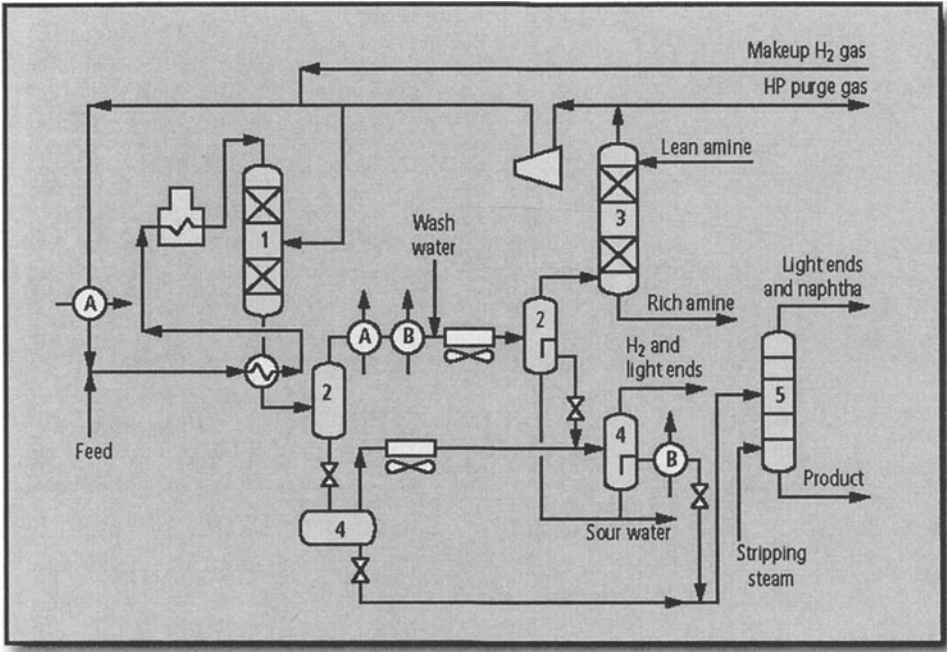 Makeup H₂ gas
HP purge gas
Lean amine
3
1
Wash
water
A
Rich amine
Light ends
and naphtha
A
B
2
H₂ and
light ends
2
5
4
B
Feed
Product
4
Sour water
Stripping
steam